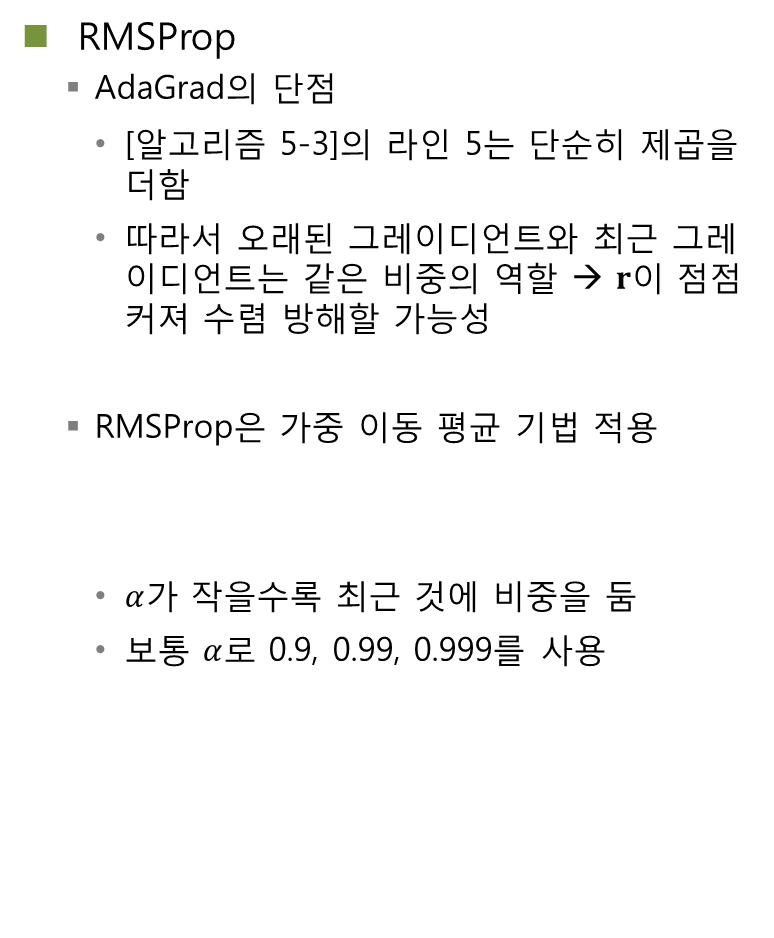 RMSProp
AdaGrad의 단점
[알고리즘 5-3]의 라인 5는 단순히 제곱을
더함
따라서 오래된 그레이디언트와 최근 그레
이디언트는 같은 비중의 역할 → r이 점점
커져 수렴 방해할 가능성
RMSProp은 가중 이동 평균 기법 적용
α가 작을수록 최근 것에 비중을 둠
보통 α로 0.9, 0.99, 0.999를 사용